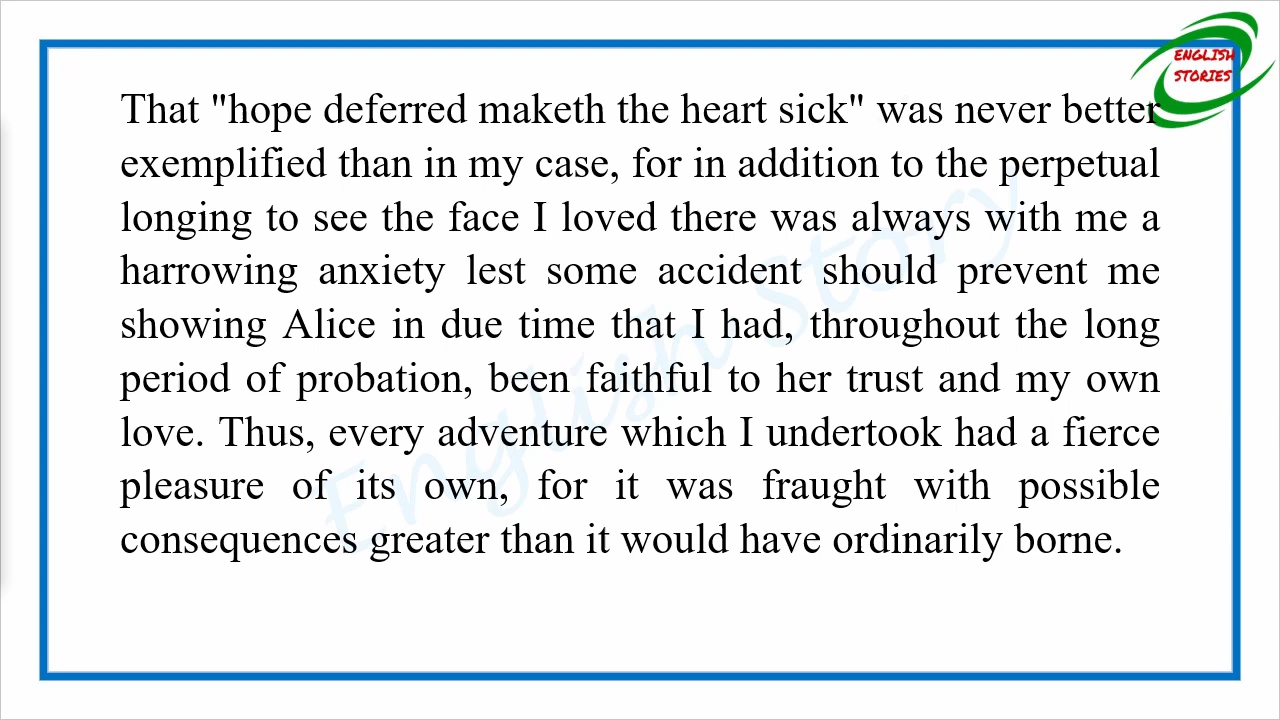 ENGLISH
STORIES
That "hope deferred maketh the heart sick" was never better
exemplified than in my case, for in addition to the perpetual
longing to see the face I loved there was always with me a
harrowing anxiety lest some accident should prevent me
showing Alice in due time that I had, throughout the long
period of probation, been faithful to her trust and my own
love. Thus, every adventure which I undertook had a fierce
pleasure of its own, for it was fraught with possible
consequences greater than it would have ordinarily borne.
English Story